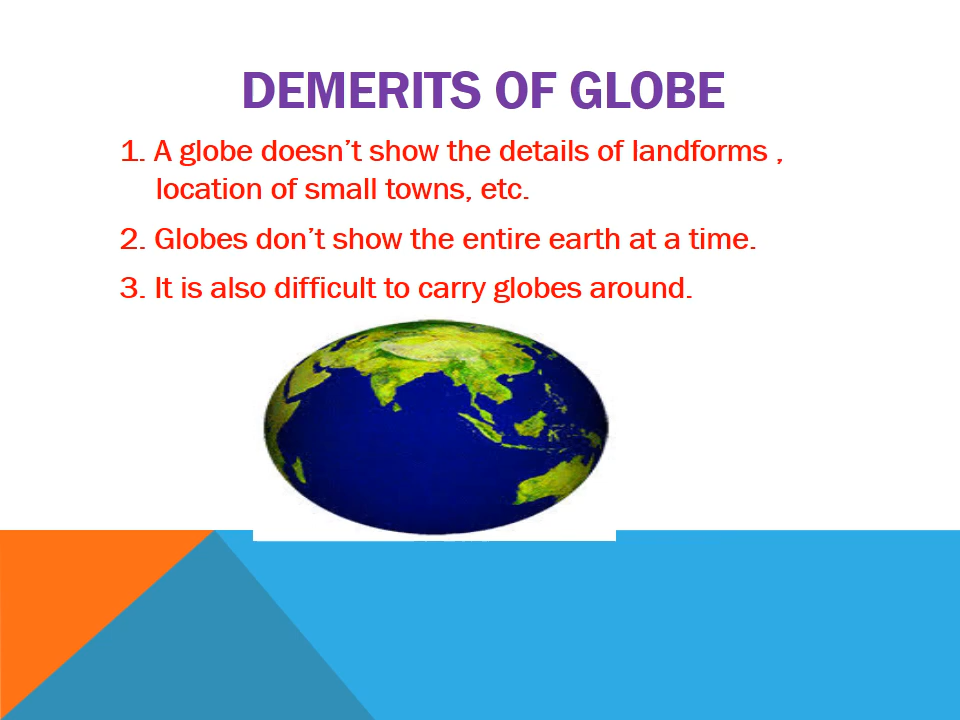 DEMERITS OF GLOBE
1. A globe doesn’t show the details of landforms ,
location of small towns, etc.
2. Globes don’t show the entire earth at a time.
3. It is also difficult to carry globes around.